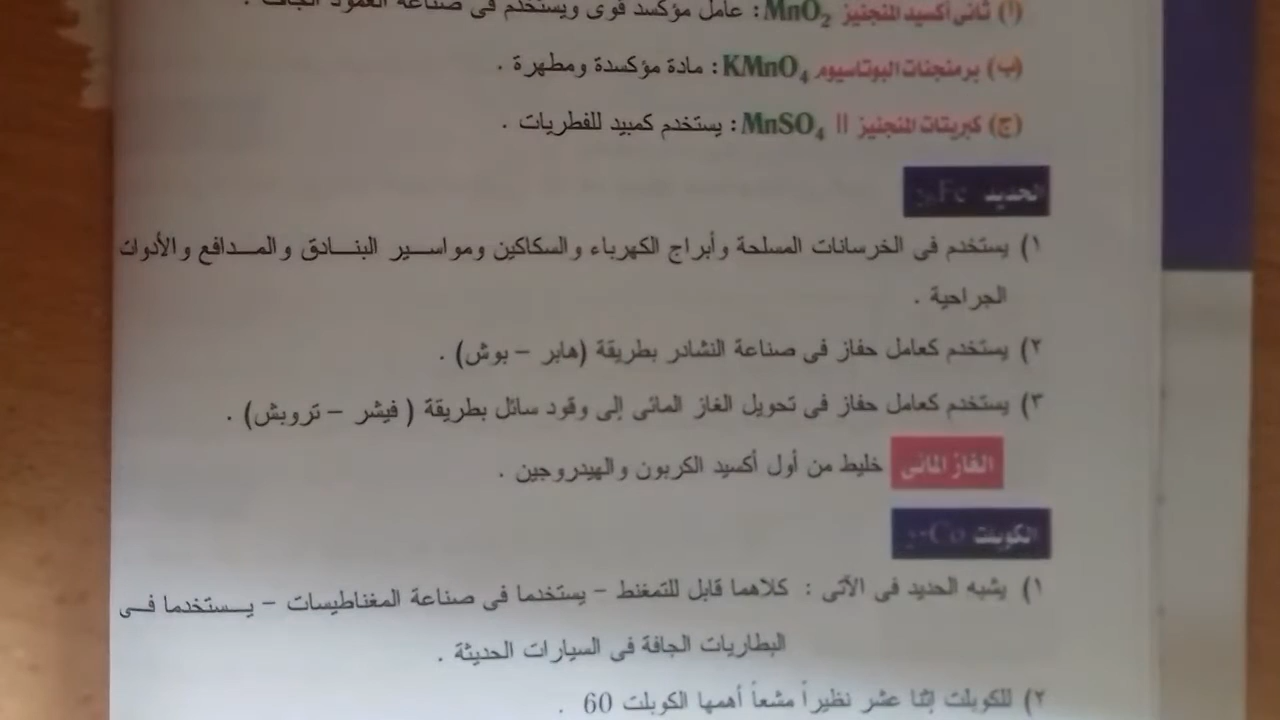 (أ) ثانى أكسيد المنجنيز MnO₂ : عامل مؤكسد قوى ويستخدم فى صناعة العمود الجاف .
(ب) برمنجنات البوتاسيوم KMnO₄ : مادة مؤكسدة ومطهرة .
(ج) كبريتات المنجنيز II MnSO₄ : يستخدم كمبيد للفطريات .
الحديد ₂₆Fe
١) يستخدم فى الخرسانات المسلحة وأبراج الكهرباء والسكاكين ومواسير البنادق والمدافع والأدوات
الجراحية .
٢) يستخدم كعامل حفاز فى صناعة النشادر بطريقة (هابر – بوش) .
٣) يستخدم كعامل حفاز فى تحويل الغاز المائى إلى وقود سائل بطريقة ( فيشر – تروبش) .
الغاز المائى خليط من أول أكسيد الكربون والهيدروجين .
الكوبلت ₂₇Co
١) يشبه الحديد فى الآتى : كلاهما قابل للتمغنط – يستخدما فى صناعة المغناطيسات – يستخدما فى
البطاريات الجافة فى السيارات الحديثة .
٢) للكوبلت إثنا عشر نظيراً مشعاً أهمها الكوبلت 60 .